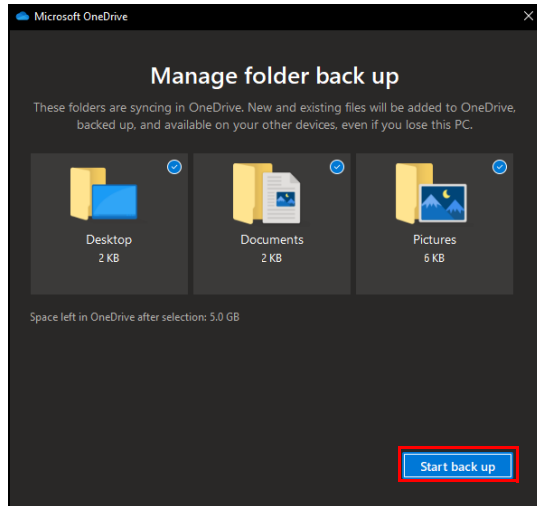 Microsoft OneDrive
Manage folder back up
These folders are syncing in OneDrive. New and existing files will be added to OneDrive,
backed up, and available on your other devices, even if you lose this PC.
Desktop
2 KB
Documents
2 KB
Pictures
6 KB
Space left in OneDrive after selection: 5.0 GB
Start back up